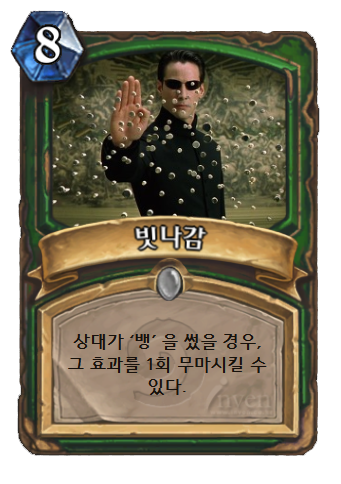 8
빗나감
상대가 ‘뱅’ 을 썼을 경우,
그 효과를 1회 무마시킬 수
있다.